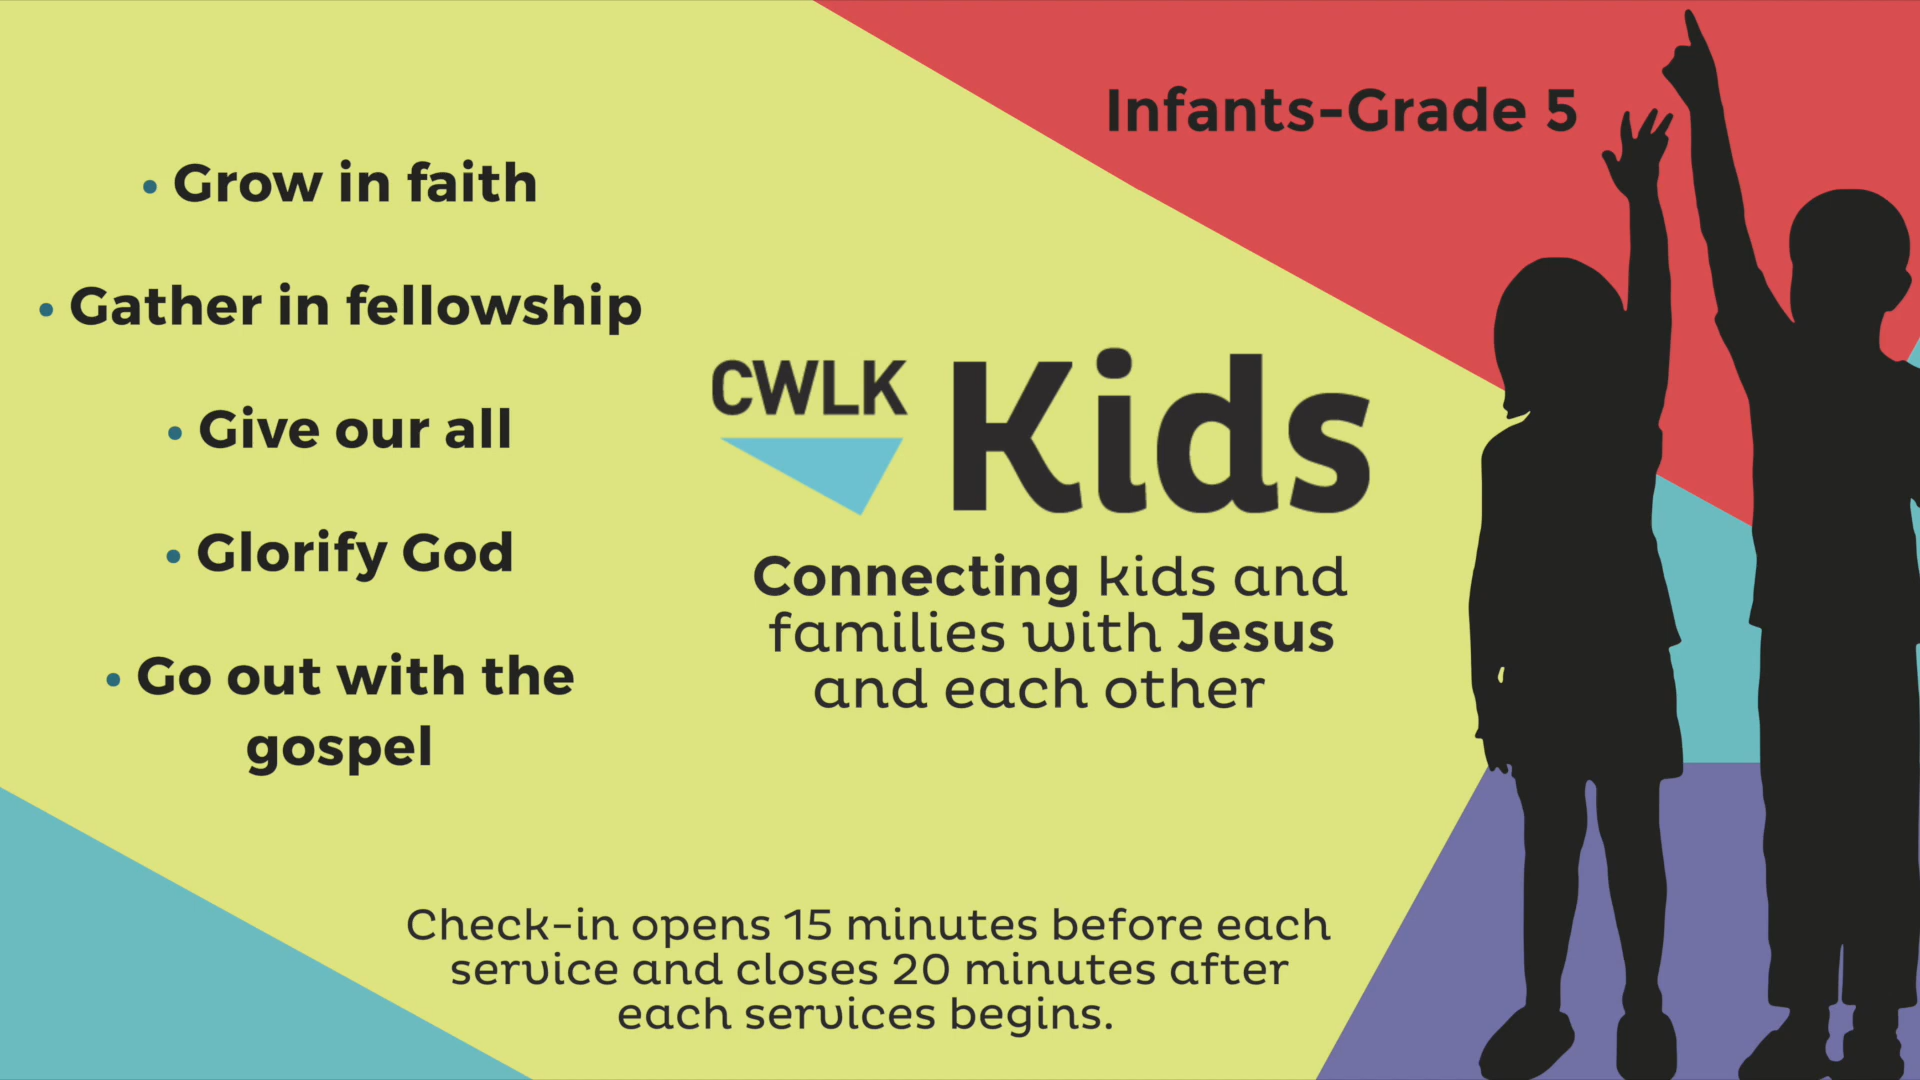 Infants-Grade 5
• Grow in faith
• Gather in fellowship
• Give our all
• Glorify God
• Go out with the
gospel
CWLK Kids
Connecting kids and
families with Jesus
and each other
Check-in opens 15 minutes before each
service and closes 20 minutes after
each services begins.